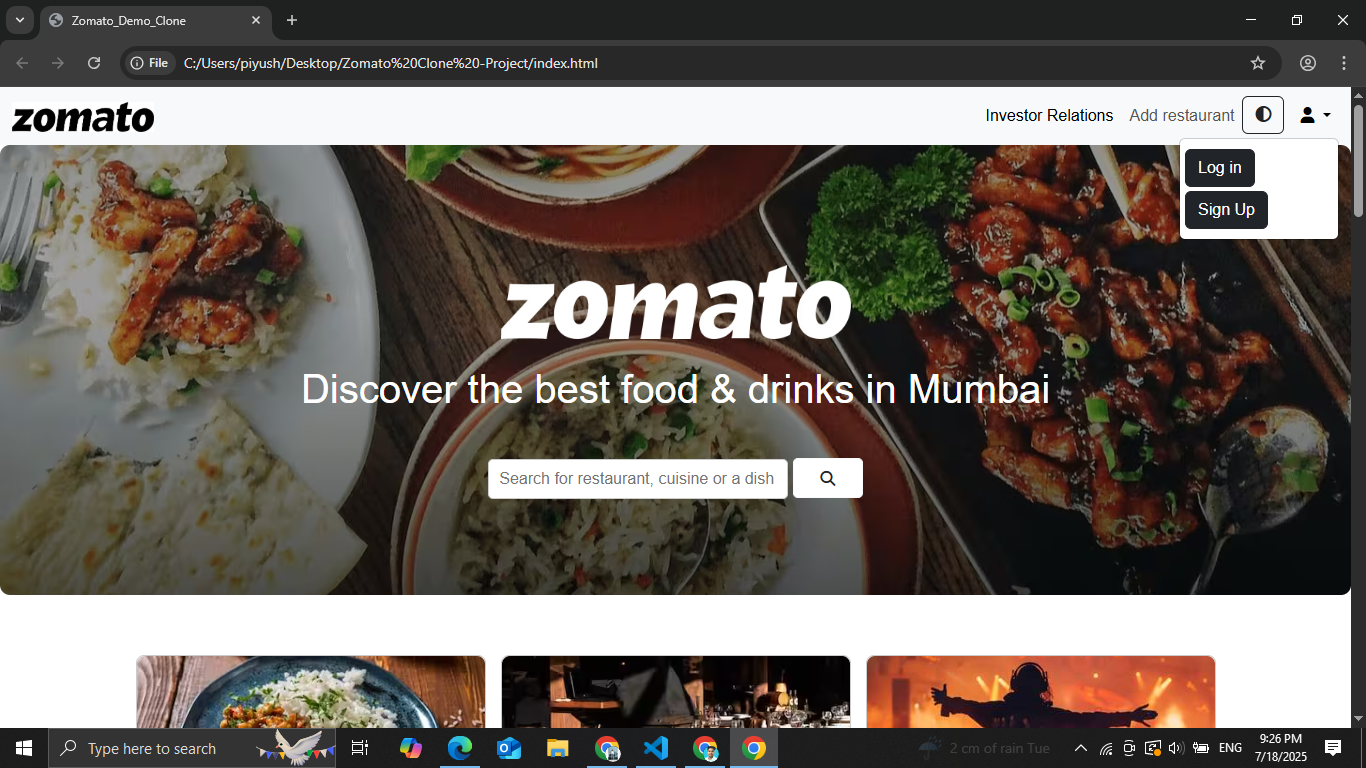 Zomato_Demo_Clone
File
C:/Users/piyush/Desktop/Zomato%20Clone%20-Project/index.html
zomato
Investor Relations
Add restaurant
Log in
Sign Up
zomato
Discover the best food & drinks in Mumbai
Search for restaurant, cuisine or a dish
Type here to search
2 cm of rain Tue
ENG
9:26 PM
7/18/2025